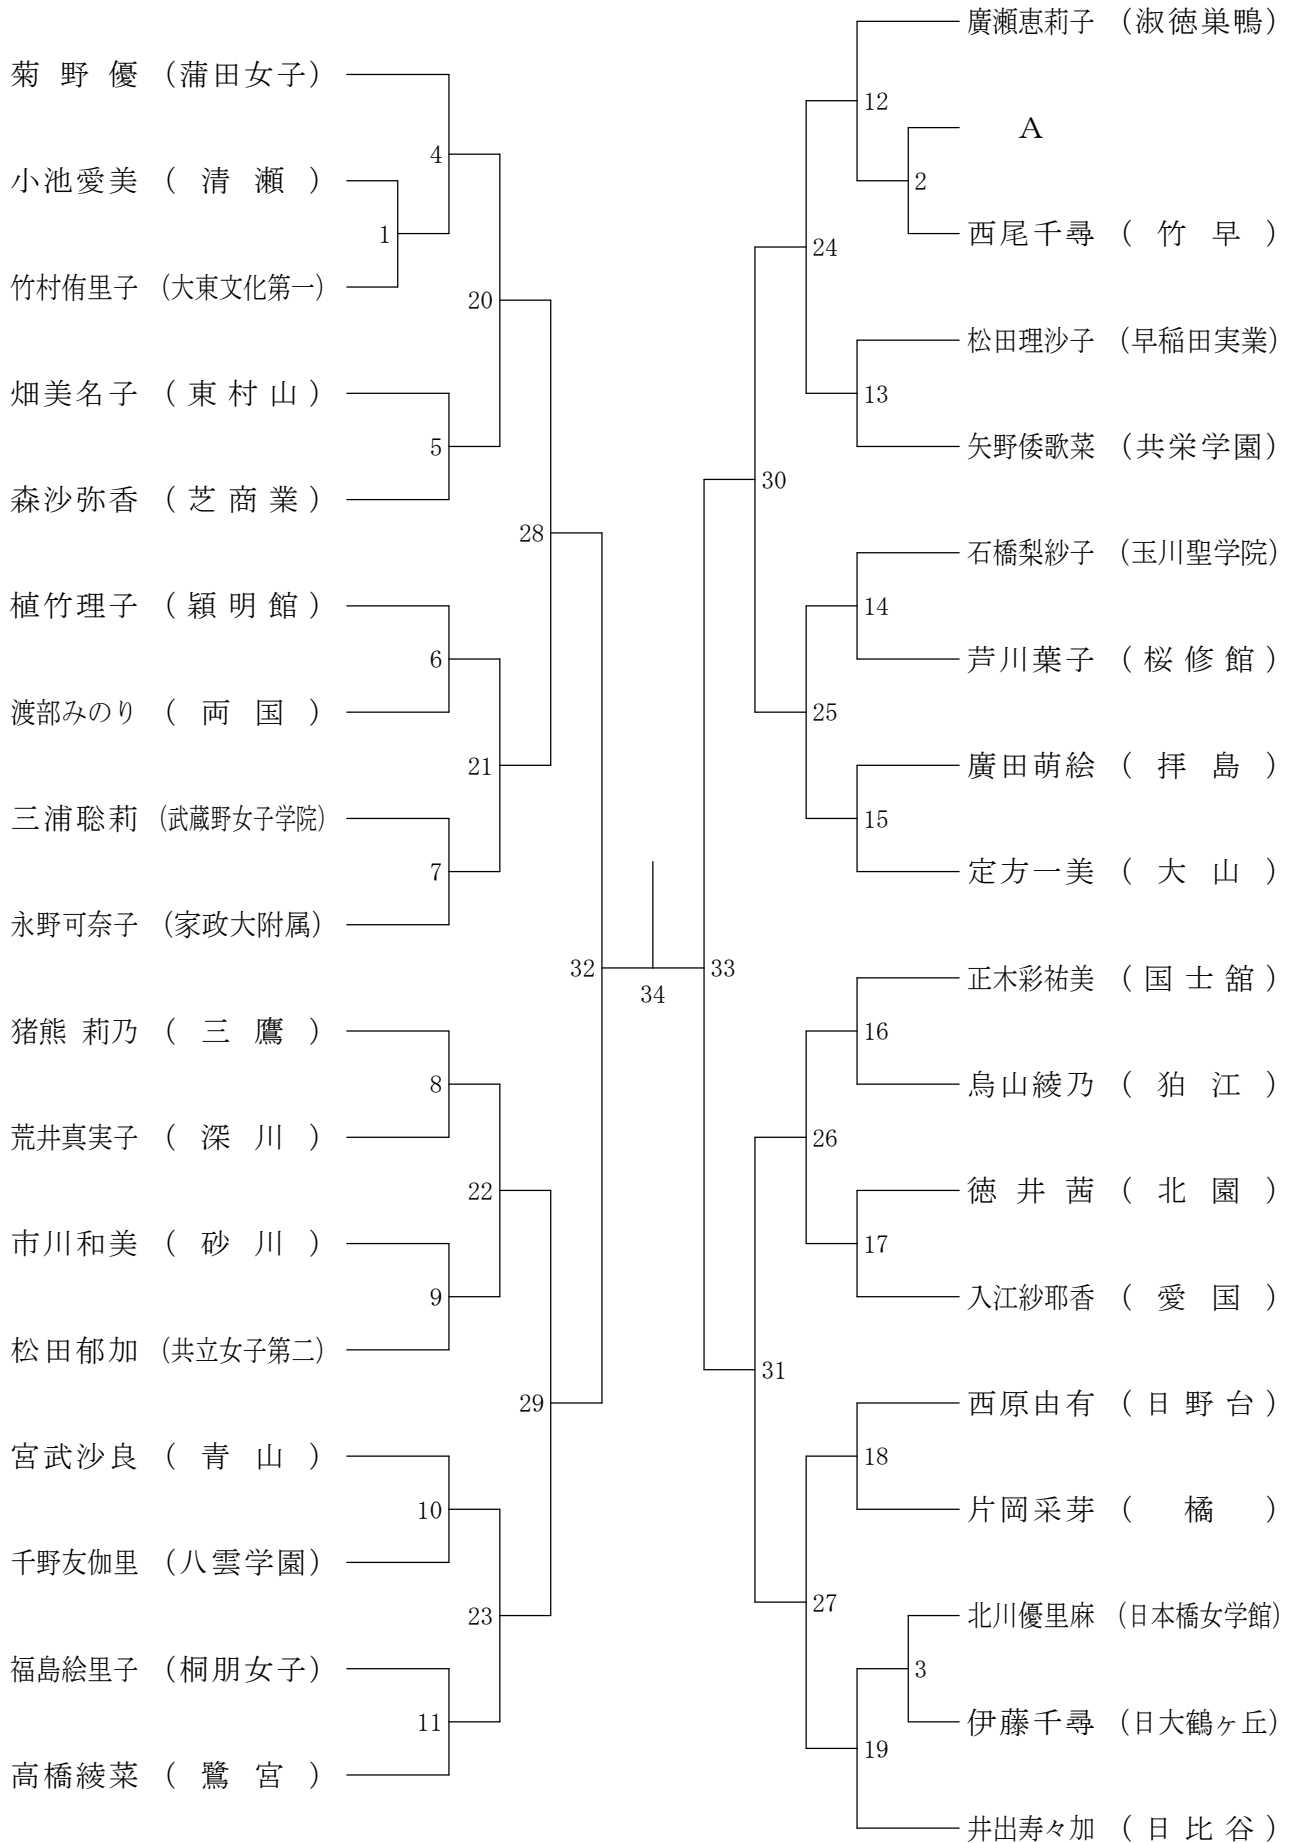 菊野優 (蒲田女子)
小池愛美 (清瀬)
竹村侑里子 (大東文化第一)
畑美名子 (東村山)
森沙弥香 (芝商業)
植竹理子 (穎明館)
渡部みのり (両国)
三浦聡莉 (武蔵野女子学院)
永野可奈子 (家政大附属)
猪熊 莉乃 (三鷹)
荒井真実子 (深川)
市川和美 (砂川)
松田郁加 (共立女子第二)
宮武沙良 (青山)
千野友伽里 (八雲学園)
福島絵里子 (桐朋女子)
高橋綾菜 (鷺宮)
4
1
20
5
28
6
21
7
32
8
22
9
29
10
23
11
34
12
2
24
13
30
14
25
15
33
16
26
17
31
18
27
3
19
廣瀬恵莉子 (淑徳巣鴨)
A
西尾千尋 (竹早)
松田理沙子 (早稲田実業)
矢野倭歌菜 (共栄学園)
石橋梨紗子 (玉川聖学院)
芦川葉子 (桜修館)
廣田萌絵 (拝島)
定方一美 (大山)
正木彩祐美 (国士舘)
烏山綾乃 (狛江)
徳井茜 (北園)
入江紗耶香 (愛国)
西原由有 (日野台)
片岡采芽 (橘)
北川優里麻 (日本橋女学館)
伊藤千尋 (日大鶴ヶ丘)
井出寿々加 (日比谷)